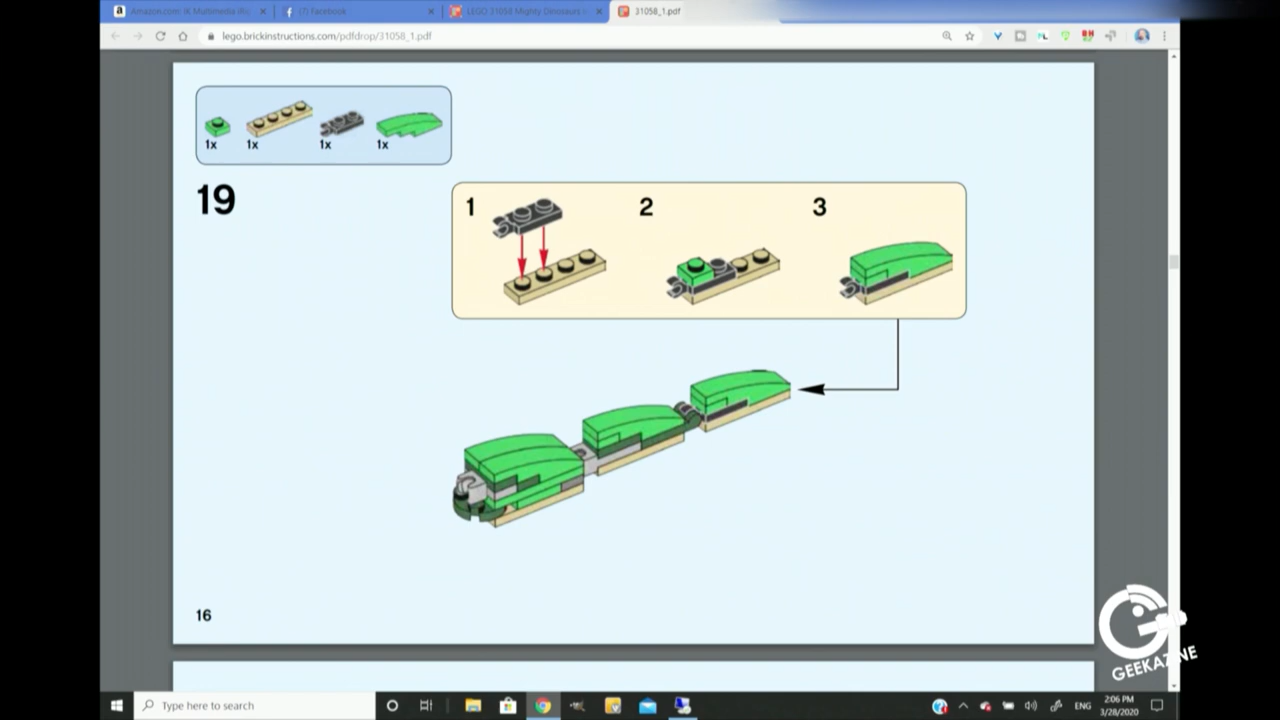 Amazon.com: IK Multimedia iRi
(7) Facebook
LEGO 31058 Mighty Dinosaurs
31058_1.pdf
lego.brickinstructions.com/pdfdrop/31058_1.pdf
1x 1x 1x 1x
19
1 2 3
16
GEEKAZINE
Type here to search
ENG
2:06 PM
3/28/2020